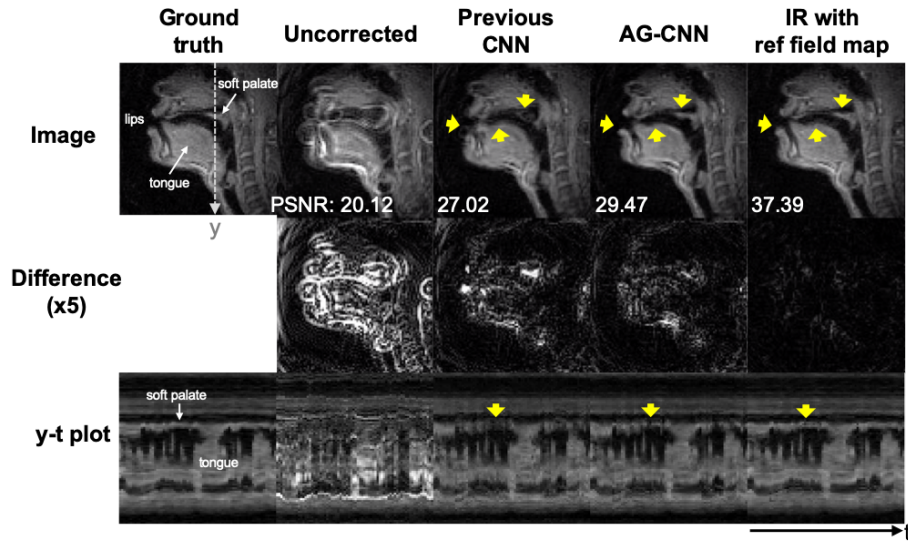 Ground
truth
Uncorrected
Previous
CNN
AG-CNN
IR with
ref field map
Image
soft palate
lips
tongue
y
PSNR: 20.12
27.02
29.47
37.39
Difference
(x5)
y-t plot
soft palate
tongue
t